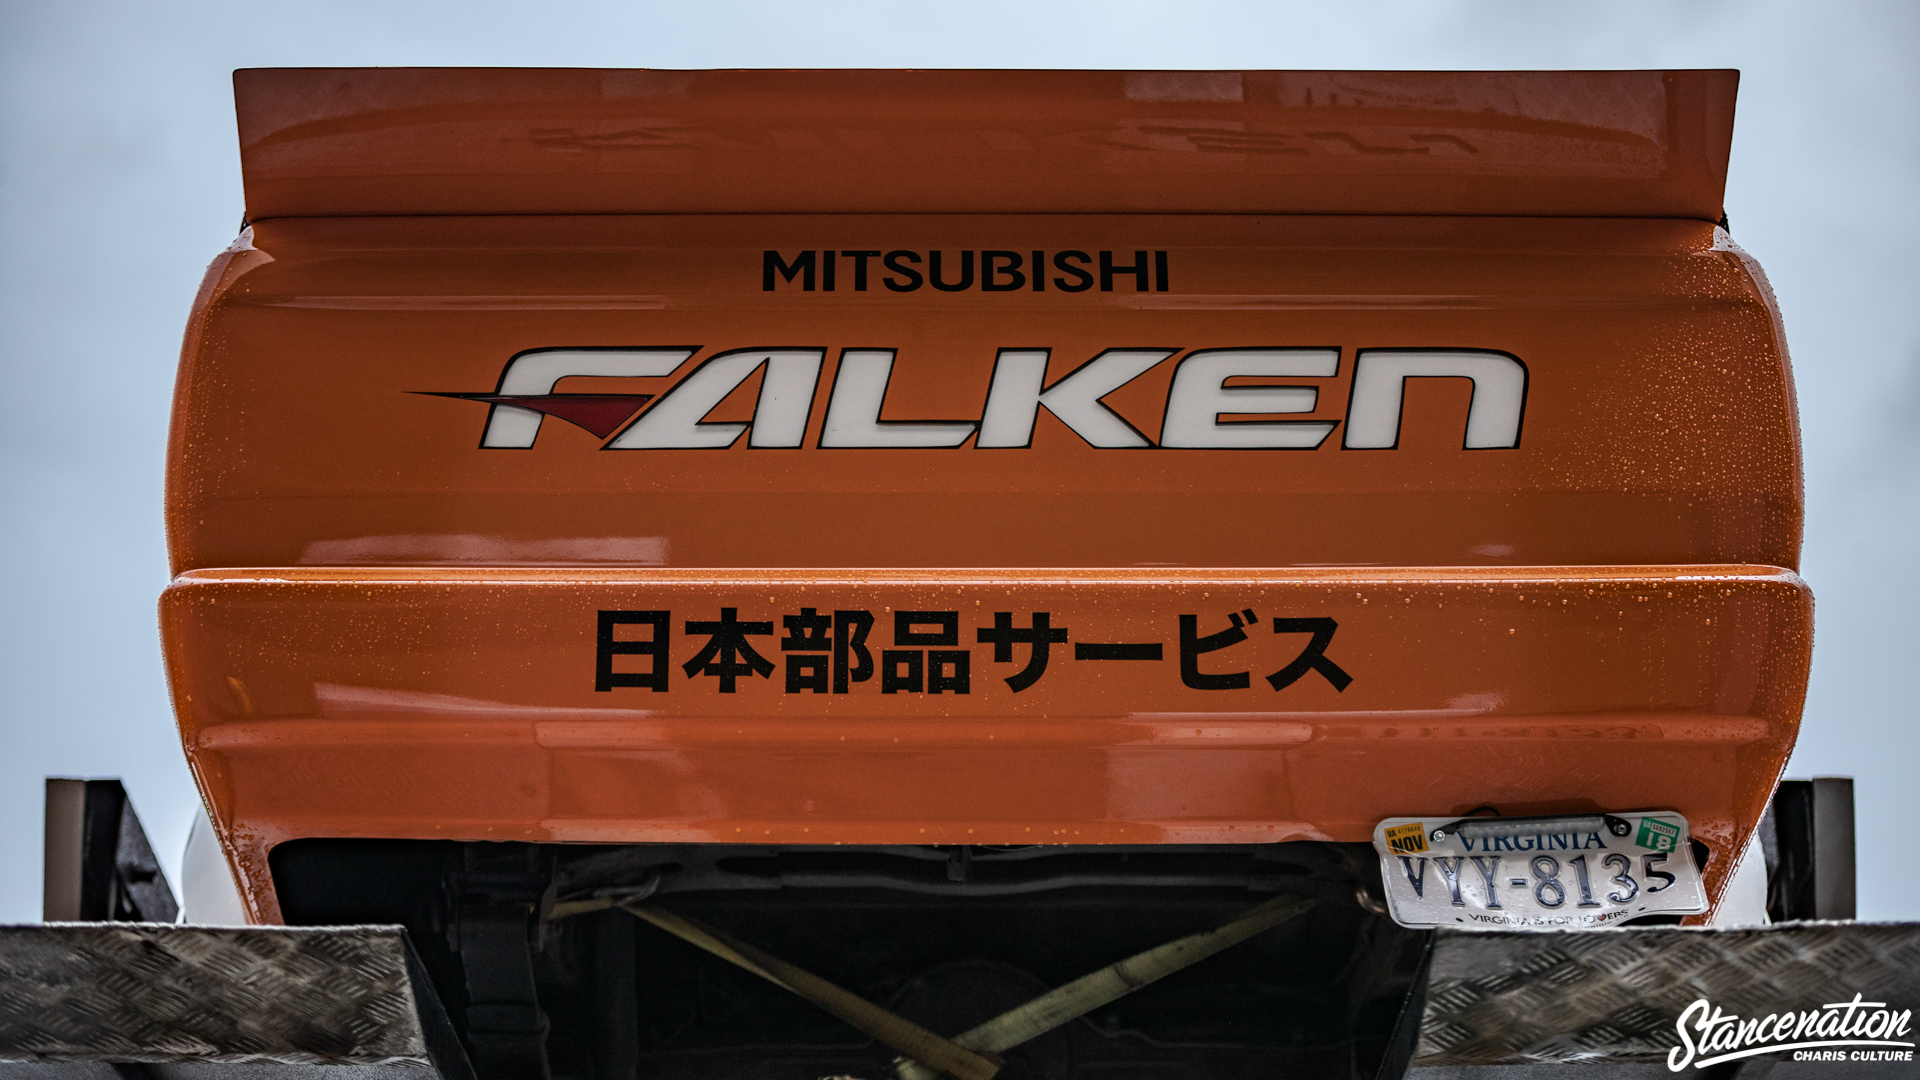 MITSUBISHI
FALKEN
日本部品サービス
NOV
VIRGINIA
18
VYY-8135
VIRGINIA IS FOR LOVERS
Stancenation
CHARIS CULTURE